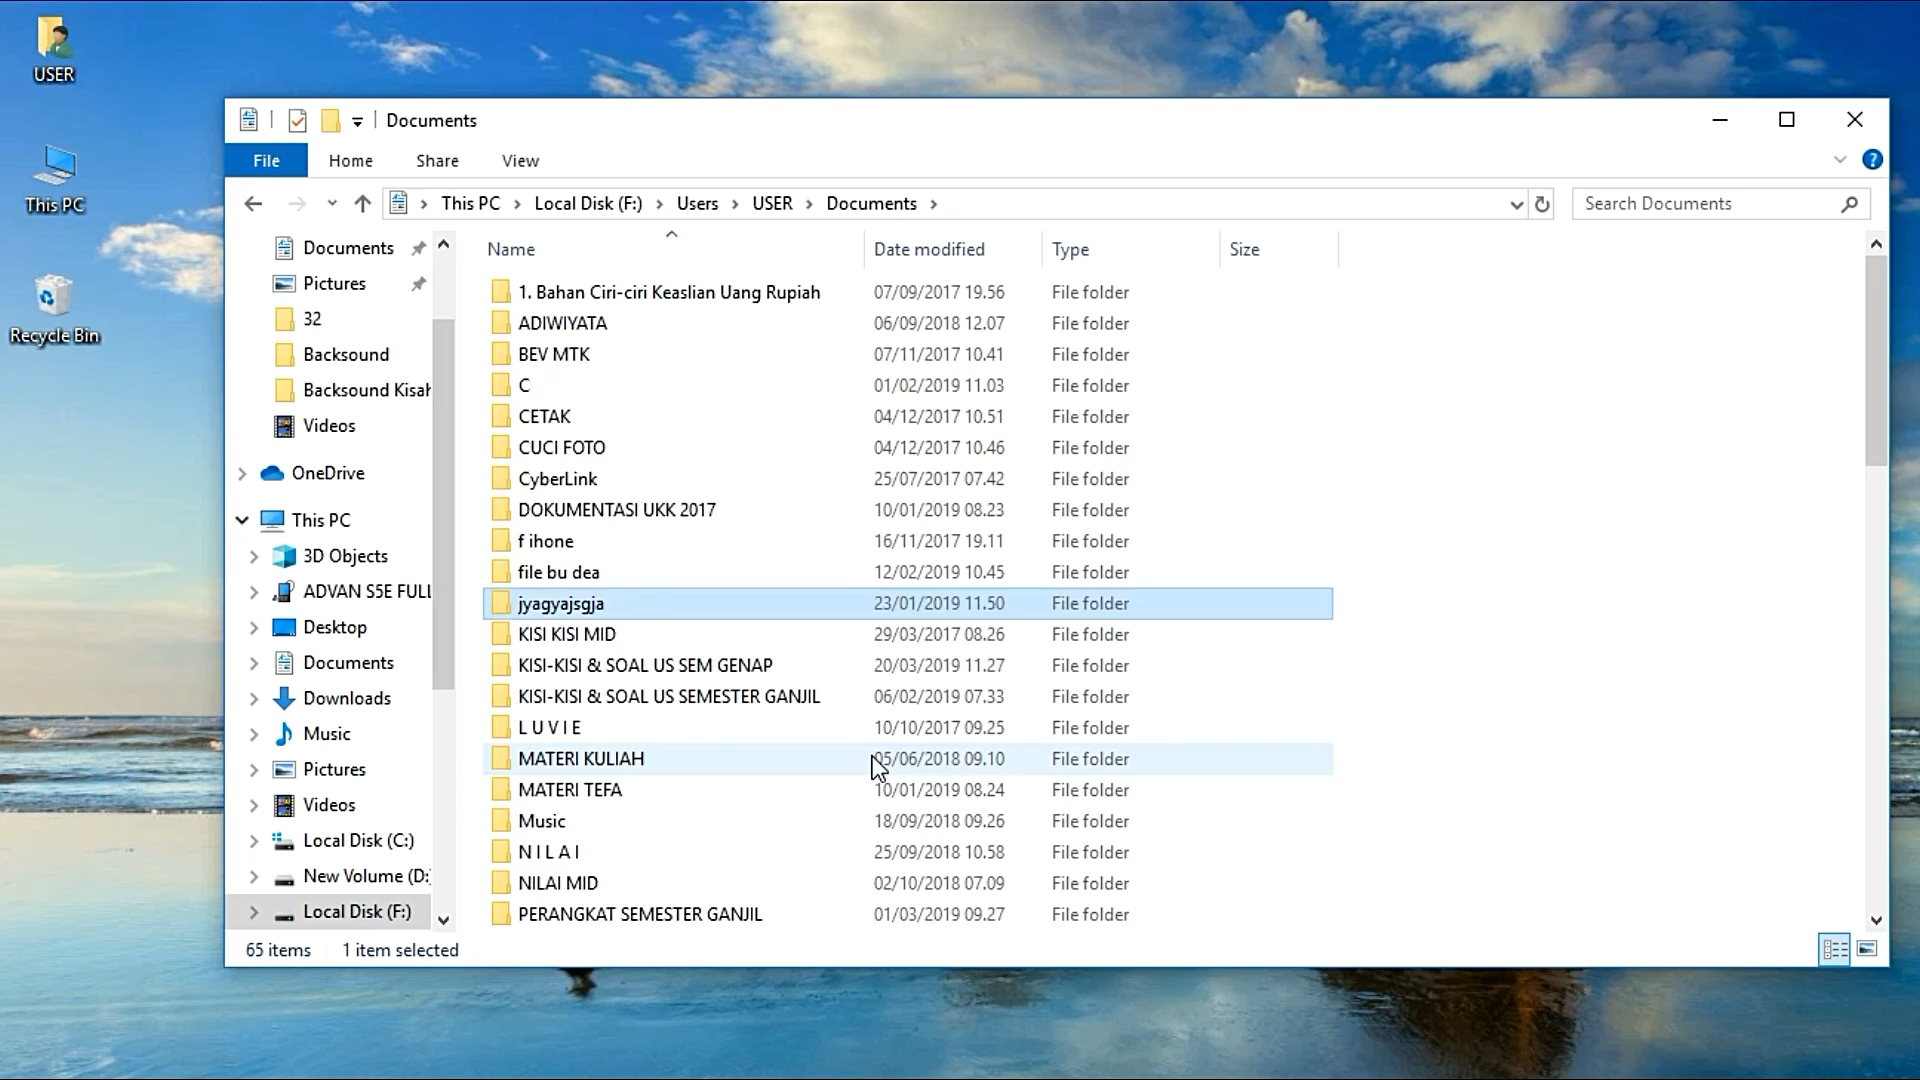 USER
This PC
Recycle Bin
Documents
File Home Share View
This PC Local Disk (F:) Users USER Documents
Search Documents
Documents
Pictures
32
Backsound
Backsound Kisah
Videos
OneDrive
This PC
3D Objects
ADVAN S5E FULL
Desktop
Documents
Downloads
Music
Pictures
Videos
Local Disk (C:)
New Volume (D:
Local Disk (F:)
Name Date modified Type Size
1. Bahan Ciri-ciri Keaslian Uang Rupiah 07/09/2017 19.56 File folder
ADIWIYATA 06/09/2018 12.07 File folder
BEV MTK 07/11/2017 10.41 File folder
C 01/02/2019 11.03 File folder
CETAK 04/12/2017 10.51 File folder
CUCI FOTO 04/12/2017 10.46 File folder
CyberLink 25/07/2017 07.42 File folder
DOKUMENTASI UKK 2017 10/01/2019 08.23 File folder
f ihone 16/11/2017 19.11 File folder
file bu dea 12/02/2019 10.45 File folder
jyagyajsgja 23/01/2019 11.50 File folder
KISI KISI MID 29/03/2017 08.26 File folder
KISI-KISI & SOAL US SEM GENAP 20/03/2019 11.27 File folder
KISI-KISI & SOAL US SEMESTER GANJIL 06/02/2019 07.33 File folder
L U V I E 10/10/2017 09.25 File folder
MATERI KULIAH 05/06/2018 09.10 File folder
MATERI TEFA 10/01/2019 08.24 File folder
Music 18/09/2018 09.26 File folder
N I L A I 25/09/2018 10.58 File folder
NILAI MID 02/10/2018 07.09 File folder
PERANGKAT SEMESTER GANJIL 01/03/2019 09.27 File folder
65 items 1 item selected